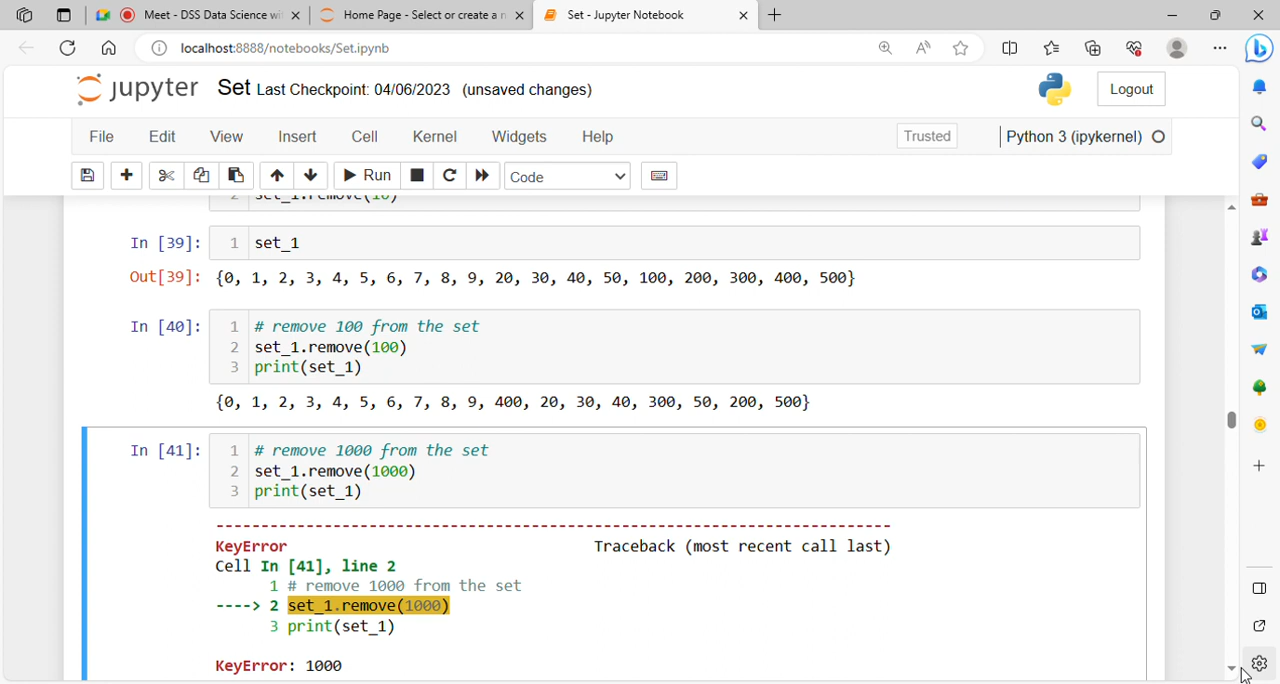 Meet - DSS Data Science wi
Home Page - Select or create a n
Set - Jupyter Notebook
localhost:8888/notebooks/Set.ipynb
jupyter Set Last Checkpoint: 04/06/2023 (unsaved changes)
Logout
File Edit View Insert Cell Kernel Widgets Help
Trusted
Python 3 (ipykernel)
Run
Code
2 set_1.remove(10)
In [39]: 1 set_1
Out[39]: {0, 1, 2, 3, 4, 5, 6, 7, 8, 9, 20, 30, 40, 50, 100, 200, 300, 400, 500}
In [40]: 1 # remove 100 from the set
2 set_1.remove(100)
3 print(set_1)
{0, 1, 2, 3, 4, 5, 6, 7, 8, 9, 400, 20, 30, 40, 300, 50, 200, 500}
In [41]: 1 # remove 1000 from the set
2 set_1.remove(1000)
3 print(set_1)
---------------------------------------------------------------------------
KeyError Traceback (most recent call last)
Cell In [41], line 2
1 # remove 1000 from the set
----> 2 set_1.remove(1000)
3 print(set_1)
KeyError: 1000